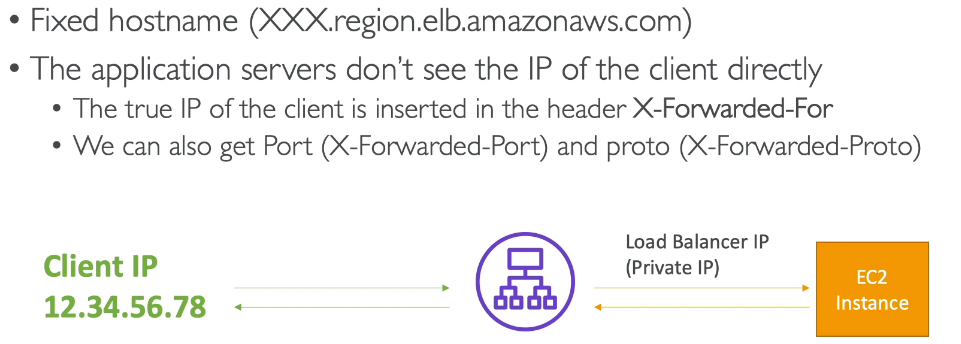 • Fixed hostname (XXX.region.elb.amazonaws.com)
• The application servers don't see the IP of the client directly
• The true IP of the client is inserted in the header X-Forwarded-For
• We can also get Port (X-Forwarded-Port) and proto (X-Forwarded-Proto)
Client IP
12.34.56.78
Load Balancer IP
(Private IP)
EC2
Instance